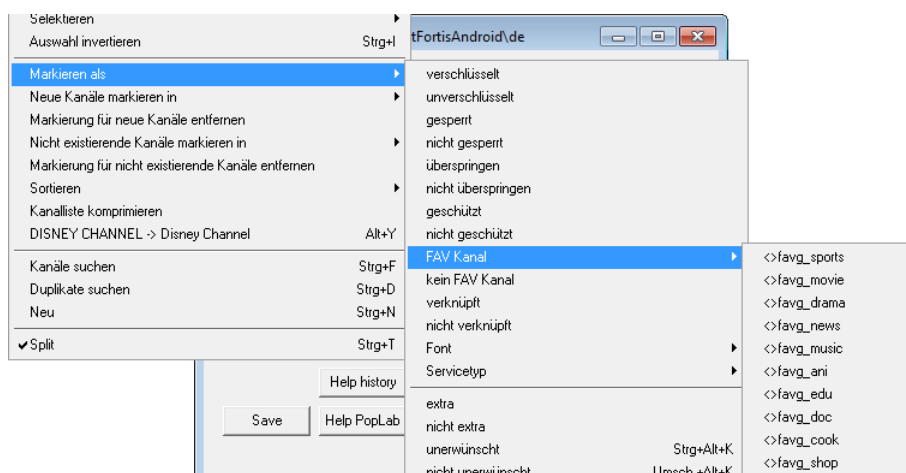 Selektieren
Auswahl invertieren Strg+I
Markieren als
Neue Kanäle markieren in
Markierung für neue Kanäle entfernen
Nicht existierende Kanäle markieren in
Markierung für nicht existierende Kanäle entfernen
Sortieren
Kanalliste komprimieren
DISNEY CHANNEL -> Disney Channel Alt+Y
Kanäle suchen Strg+F
Duplikate suchen Strg+D
Neu Strg+N
Split Strg+T
tFortisAndroid\de
verschlüsselt
unverschlüsselt
gesperrt
nicht gesperrt
überspringen
nicht überspringen
geschützt
nicht geschützt
FAV Kanal
kein FAV Kanal
verknüpft
nicht verknüpft
Font
Servicetyp
extra
nicht extra
unerwünscht Strg+Alt+K
nicht unerwünscht Umsch.+Alt+K
<>favg_sports
<>favg_movie
<>favg_drama
<>favg_news
<>favg_music
<>favg_ani
<>favg_edu
<>favg_doc
<>favg_cook
<>favg_shop
Help history
Save Help PopLab